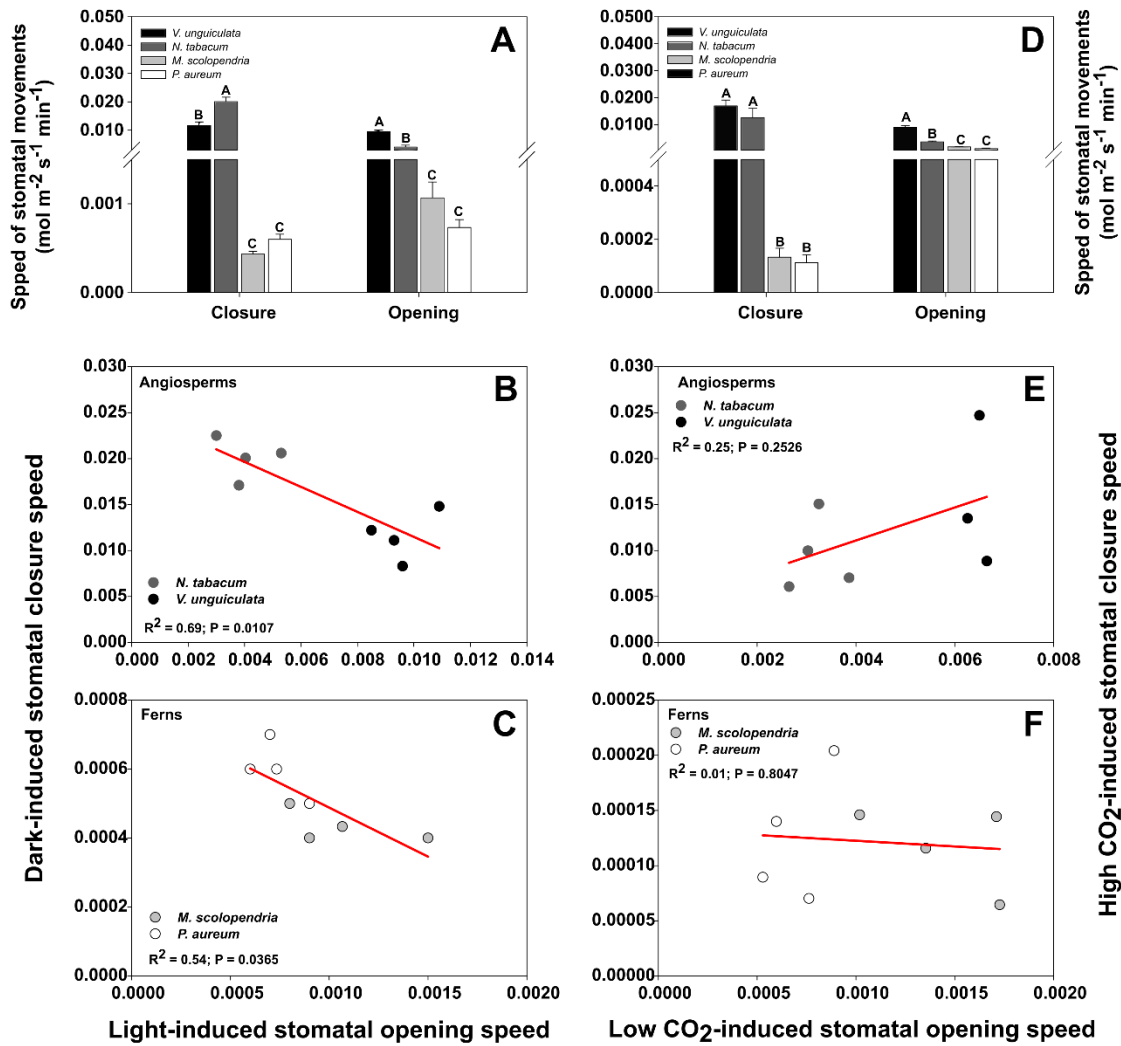 Spped of stomatal movements
(mol m⁻² s⁻¹ min⁻¹)
0.050
0.040
0.030
0.020
0.010
0.001
0.000
V. unguiculata
N. tabacum
M. scolopendria
P. aureum
A
B
A
C
C
A
B
C
C
Closure
Opening
Spped of stomatal movements
(mol m⁻² s⁻¹ min⁻¹)
0.0500
0.0400
0.0300
0.0200
0.0100
0.0004
0.0002
0.0000
V. unguiculata
N. tabacum
M. scolopendria
P. aureum
D
A
A
B
B
A
B
C
C
Closure
Opening
Dark-induced stomatal closure speed
0.030
0.025
0.020
0.015
0.010
0.005
0.000
Angiosperms
B
N. tabacum
V. unguiculata
R² = 0.69; P = 0.0107
0.000 0.002 0.004 0.006 0.008 0.010 0.012 0.014
High CO₂-induced stomatal closure speed
0.030
0.025
0.020
0.015
0.010
0.005
0.000
Angiosperms
E
N. tabacum
V. unguiculata
R² = 0.25; P = 0.2526
0.000 0.002 0.004 0.006 0.008
0.0008
0.0006
0.0004
0.0002
0.0000
Ferns
C
M. scolopendria
P. aureum
R² = 0.54; P = 0.0365
0.0000 0.0005 0.0010 0.0015 0.0020
Light-induced stomatal opening speed
0.00025
0.00020
0.00015
0.00010
0.00005
0.00000
Ferns
F
M. scolopendria
P. aureum
R² = 0.01; P = 0.8047
0.0000 0.0005 0.0010 0.0015 0.0020
Low CO₂-induced stomatal opening speed